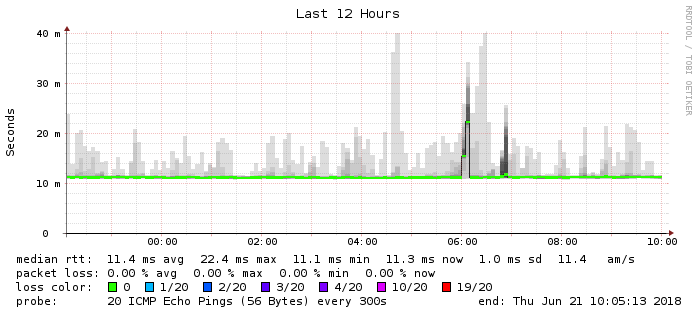 Last 12 Hours
RRDTOOL / TOBI OETIKER
Seconds
40 m
30 m
20 m
10 m
0
00:00 02:00 04:00 06:00 08:00 10:00
median rtt: 11.4 ms avg 22.4 ms max 11.1 ms min 11.3 ms now 1.0 ms sd 11.4 am/s
packet loss: 0.00 % avg 0.00 % max 0.00 % min 0.00 % now
loss color: 0 1/20 2/20 3/20 4/20 10/20 19/20
probe: 20 ICMP Echo Pings (56 Bytes) every 300s end: Thu Jun 21 10:05:13 2018